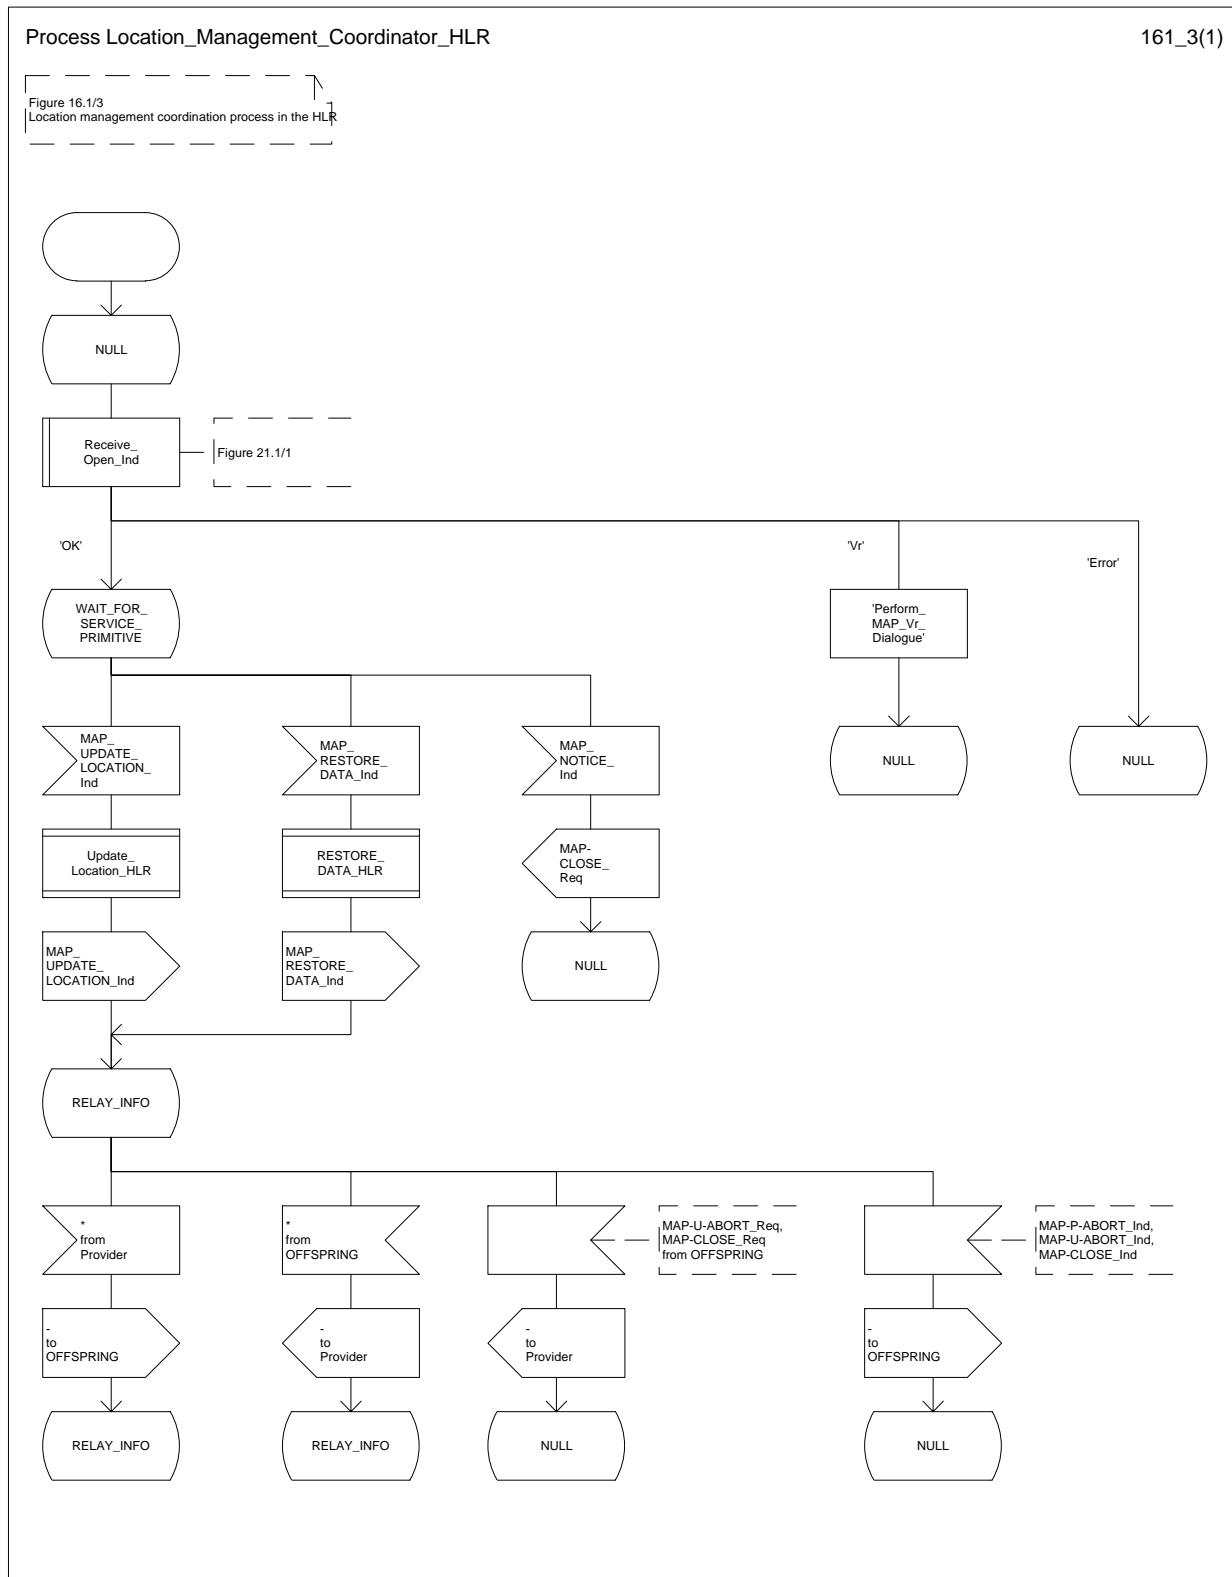 Process Location_Management_Coordinator_HLR
161_3(1)
Figure 16.1/3
Location management coordination process in the HLR
NULL
Receive_
Open_Ind
Figure 21.1/1
'OK'
'Vr'
'Error'
WAIT_FOR_
SERVICE_
PRIMITIVE
'Perform_
MAP_Vr_
Dialogue'
MAP_
UPDATE_
LOCATION_
Ind
MAP_
RESTORE_
DATA_Ind
MAP_
NOTICE_
Ind
NULL
NULL
Update_
Location_HLR
RESTORE_
DATA_HLR
MAP-
CLOSE_
Req
MAP_
UPDATE_
LOCATION_Ind
MAP_
RESTORE_
DATA_Ind
NULL
RELAY_INFO
*
from
Provider
*
from
OFFSPRING
MAP-U-ABORT_Req,
MAP-CLOSE_Req
from OFFSPRING
MAP-P-ABORT_Ind,
MAP-U-ABORT_Ind,
MAP-CLOSE_Ind
-
to
OFFSPRING
-
to
Provider
-
to
Provider
-
to
OFFSPRING
RELAY_INFO
RELAY_INFO
NULL
NULL